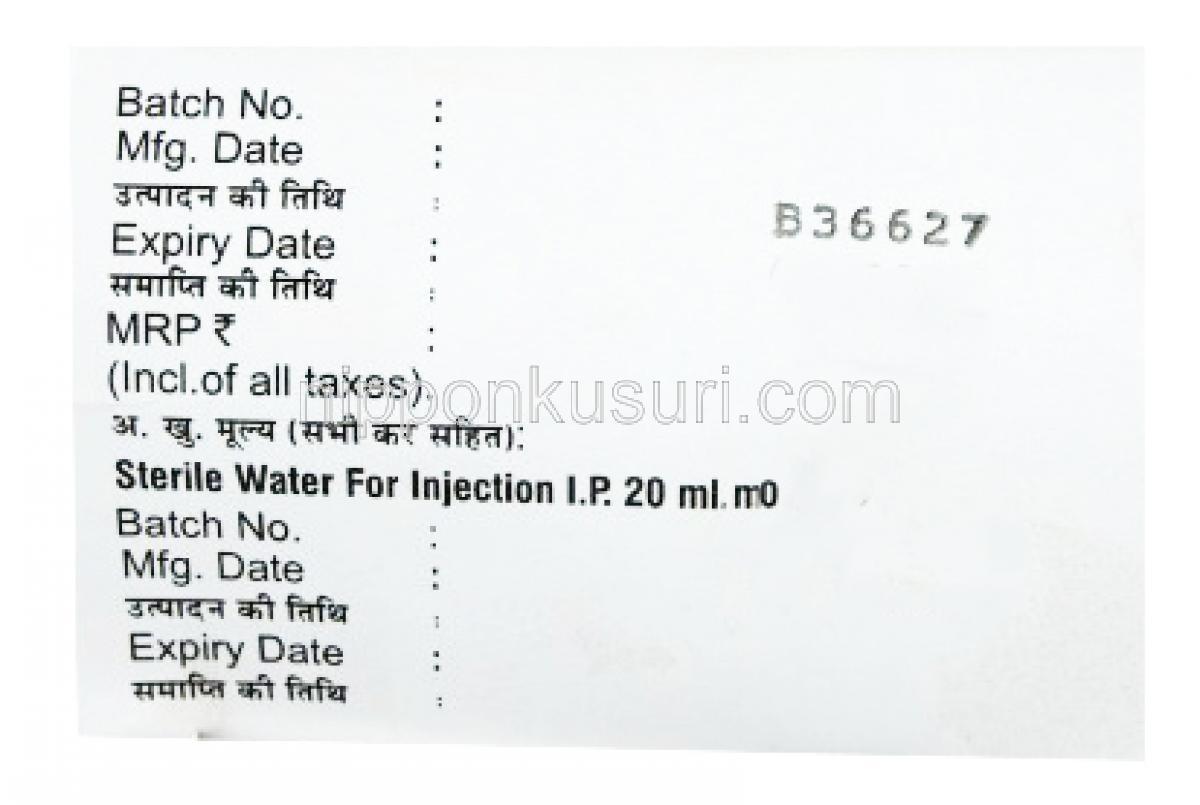 Batch No. :
Mfg. Date :
उत्पादन की तिथि :
Expiry Date :
B36627
समाप्ति की तिथि :
MRP ₹ :
(Incl.of all taxes).
nipponkusuri.com
अ. खु. मूल्य (सभी कर सहित):
Sterile Water For Injection I.P. 20 ml.m0
Batch No. :
Mfg. Date :
उत्पादन की तिथि :
Expiry Date :
समाप्ति की तिथि :